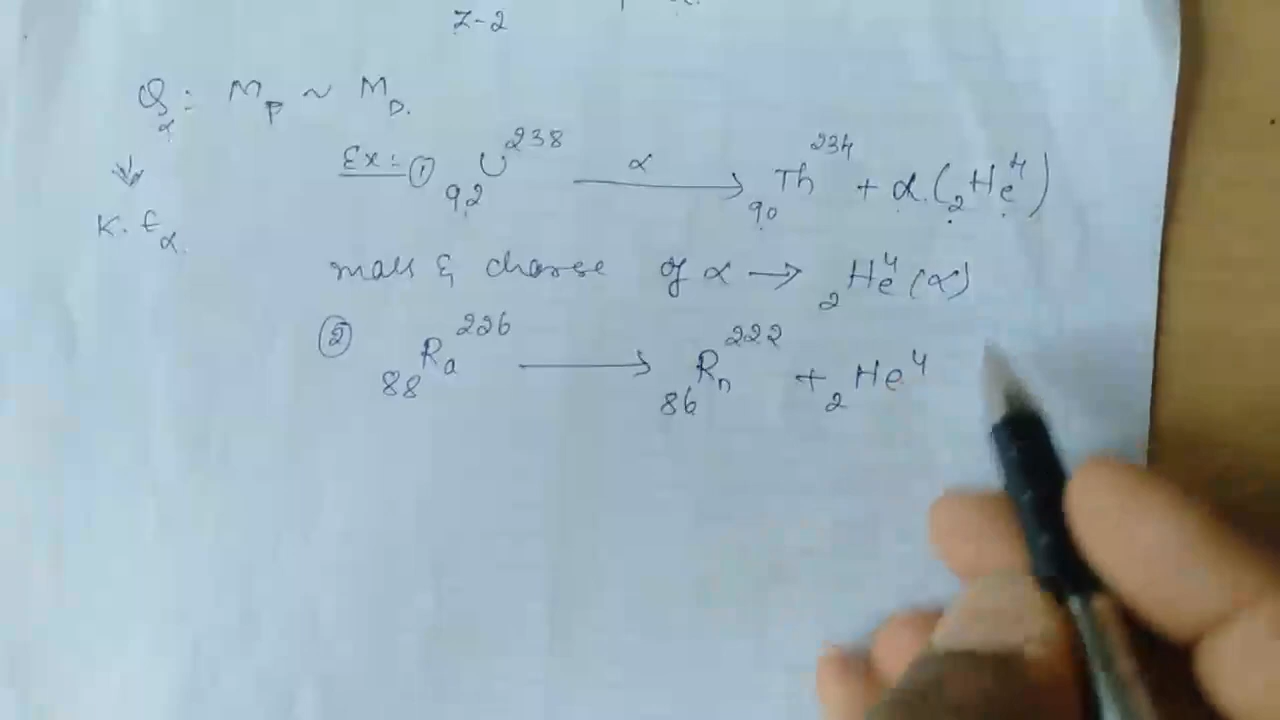 Z-2
Qα : Mp ~ MD.
Ex:- ① 92U238 α→ 90Th234 + α. (2He4)
K. Eα.
mass & charge of α → 2He4 (α)
② 88Ra226 → 86Rn222 + 2He4